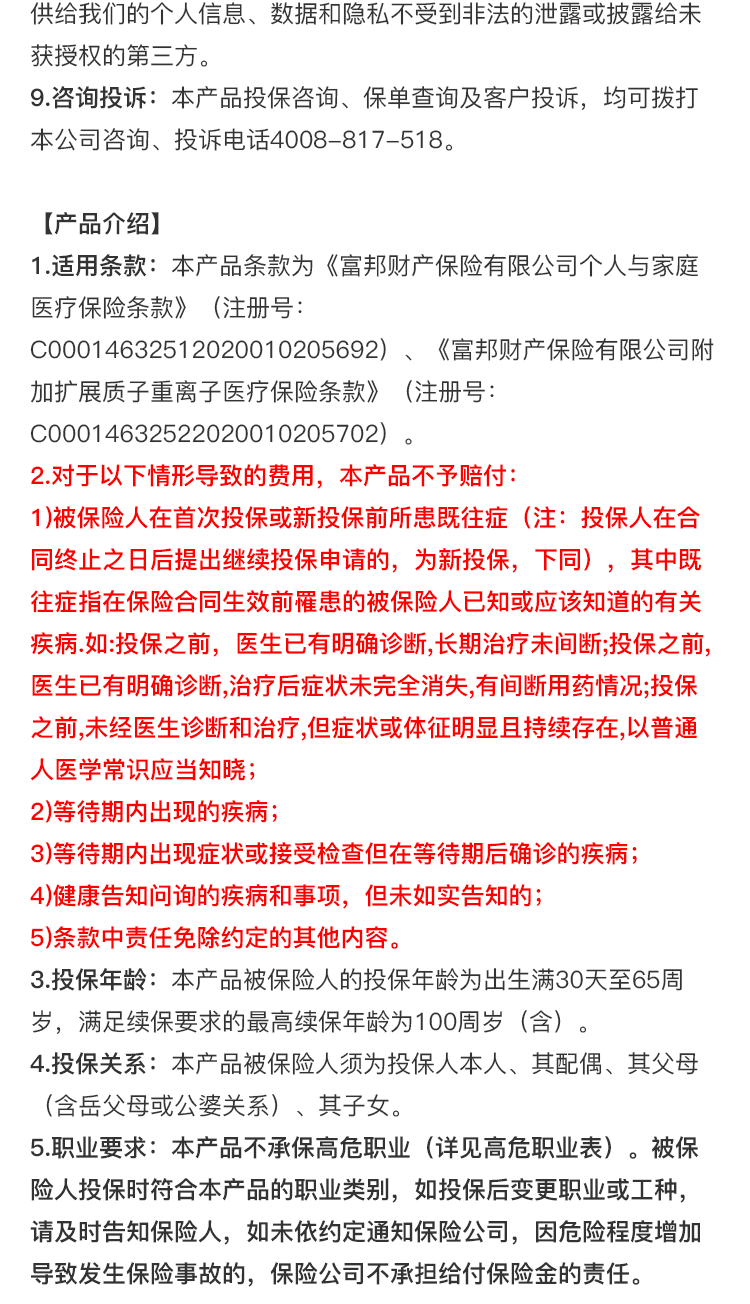 供给我们的个人信息、数据和隐私不受到非法的泄露或披露给未
获授权的第三方。
9.咨询投诉：本产品投保咨询、保单查询及客户投诉，均可拨打
本公司咨询、投诉电话4008-817-518。
【产品介绍】
1.适用条款：本产品条款为《富邦财产保险有限公司个人与家庭
医疗保险条款》（注册号：
C00014632512020010205692）、《富邦财产保险有限公司附
加扩展质子重离子医疗保险条款》（注册号：
C00014632522020010205702）。
2.对于以下情形导致的费用，本产品不予赔付：
1)被保险人在首次投保或新投保前所患既往症（注：投保人在合
同终止之日后提出继续投保申请的，为新投保，下同），其中既
往症指在保险合同生效前罹患的被保险人已知或应该知道的有关
疾病.如:投保之前，医生已有明确诊断,长期治疗未间断;投保之前,
医生已有明确诊断,治疗后症状未完全消失,有间断用药情况;投保
之前,未经医生诊断和治疗,但症状或体征明显且持续存在,以普通
人医学常识应当知晓；
2)等待期内出现的疾病；
3)等待期内出现症状或接受检查但在等待期后确诊的疾病；
4)健康告知问询的疾病和事项，但未如实告知的；
5)条款中责任免除约定的其他内容。
3.投保年龄：本产品被保险人的投保年龄为出生满30天至65周
岁，满足续保要求的最高续保年龄为100周岁（含）。
4.投保关系：本产品被保险人须为投保人本人、其配偶、其父母
（含岳父母或公婆关系）、其子女。
5.职业要求：本产品不承保高危职业（详见高危职业表）。被保
险人投保时符合本产品的职业类别，如投保后变更职业或工种，
请及时告知保险人，如未依约定通知保险公司，因危险程度增加
导致发生保险事故的，保险公司不承担给付保险金的责任。